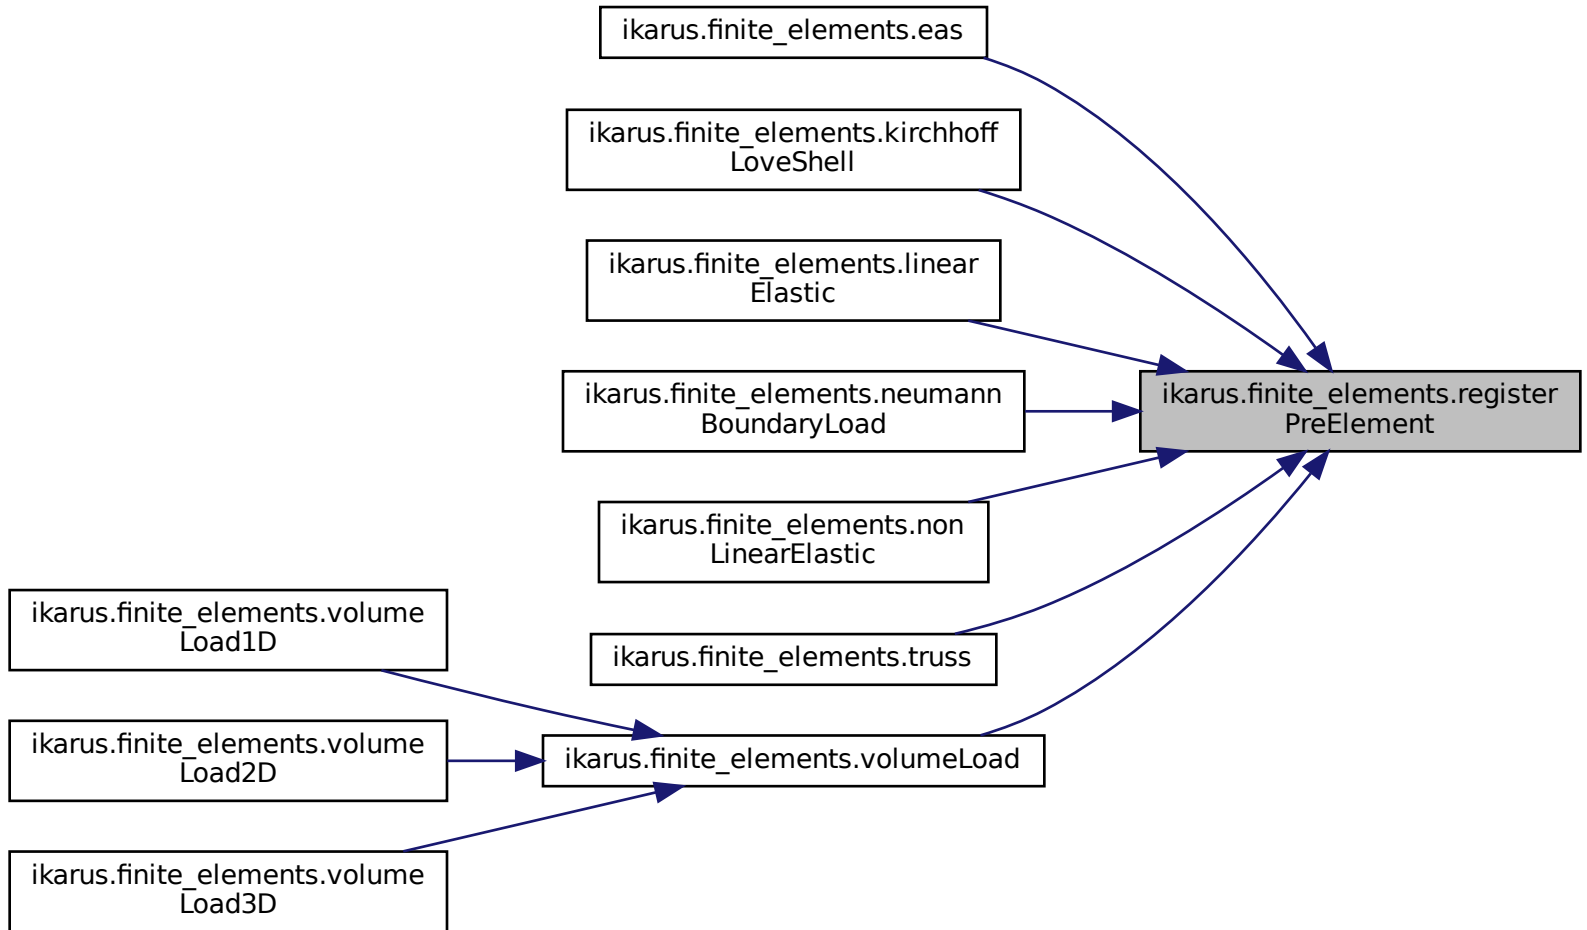 ikarus.finite_elements.eas
ikarus.finite_elements.kirchhoff
LoveShell
ikarus.finite_elements.linear
Elastic
ikarus.finite_elements.neumann
BoundaryLoad
ikarus.finite_elements.register
PreElement
ikarus.finite_elements.non
LinearElastic
ikarus.finite_elements.truss
ikarus.finite_elements.volumeLoad
ikarus.finite_elements.volume
Load1D
ikarus.finite_elements.volume
Load2D
ikarus.finite_elements.volume
Load3D